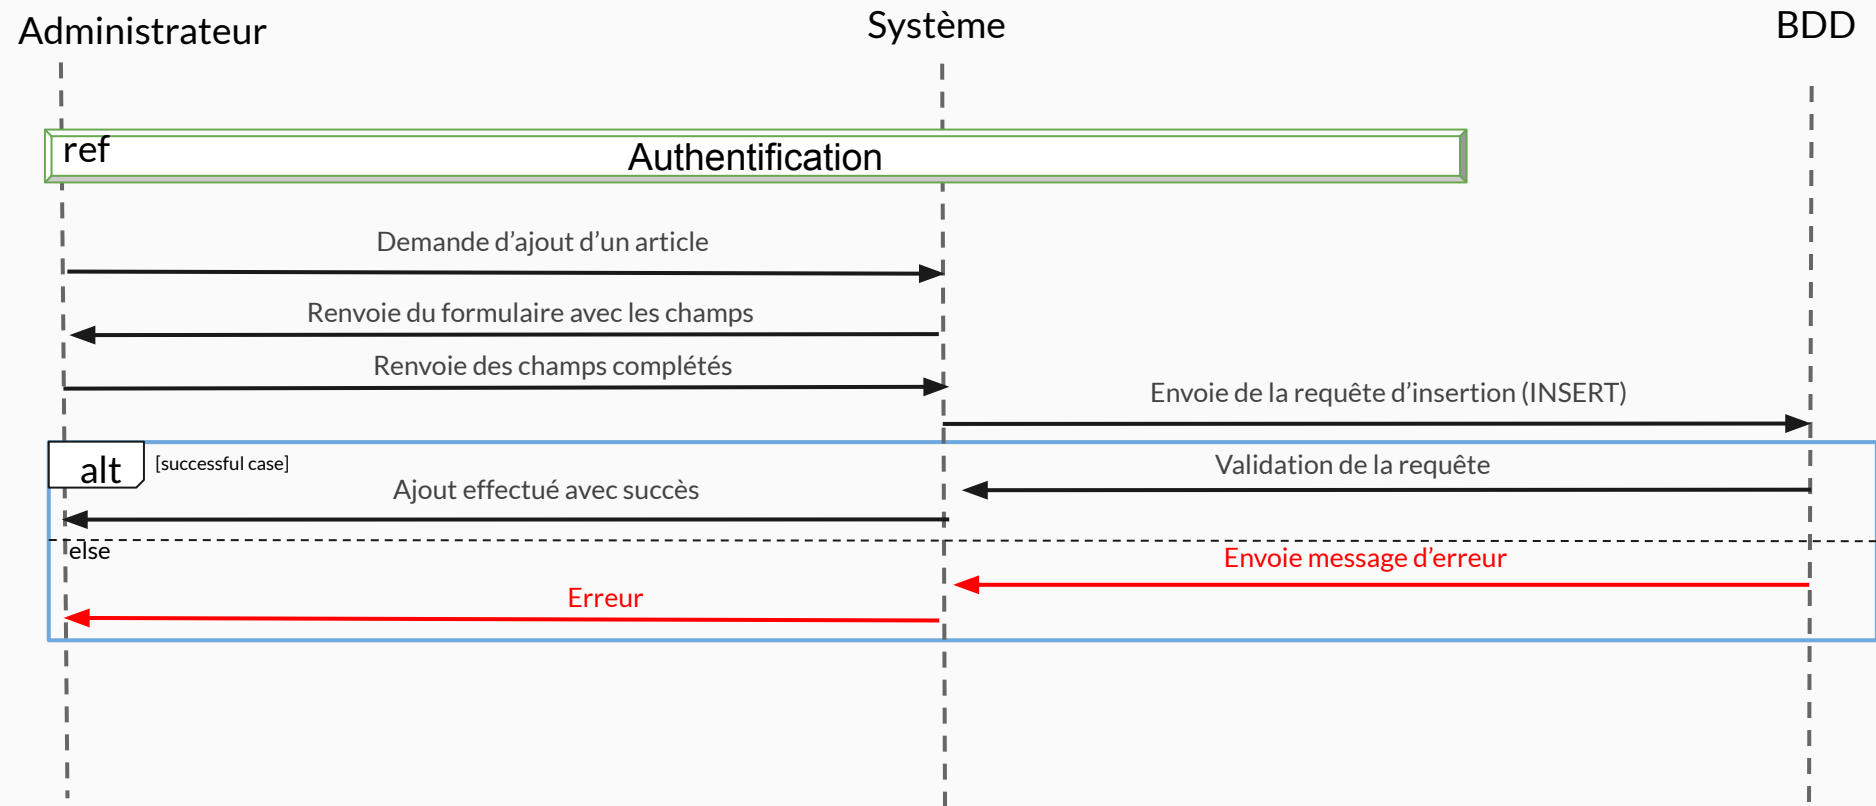 Administrateur
Système
BDD
ref
Authentification
Demande d’ajout d’un article
Renvoie du formulaire avec les champs
Renvoie des champs complétés
Envoie de la requête d’insertion (INSERT)
alt
[successful case]
Validation de la requête
Ajout effectué avec succès
else
Envoie message d’erreur
Erreur